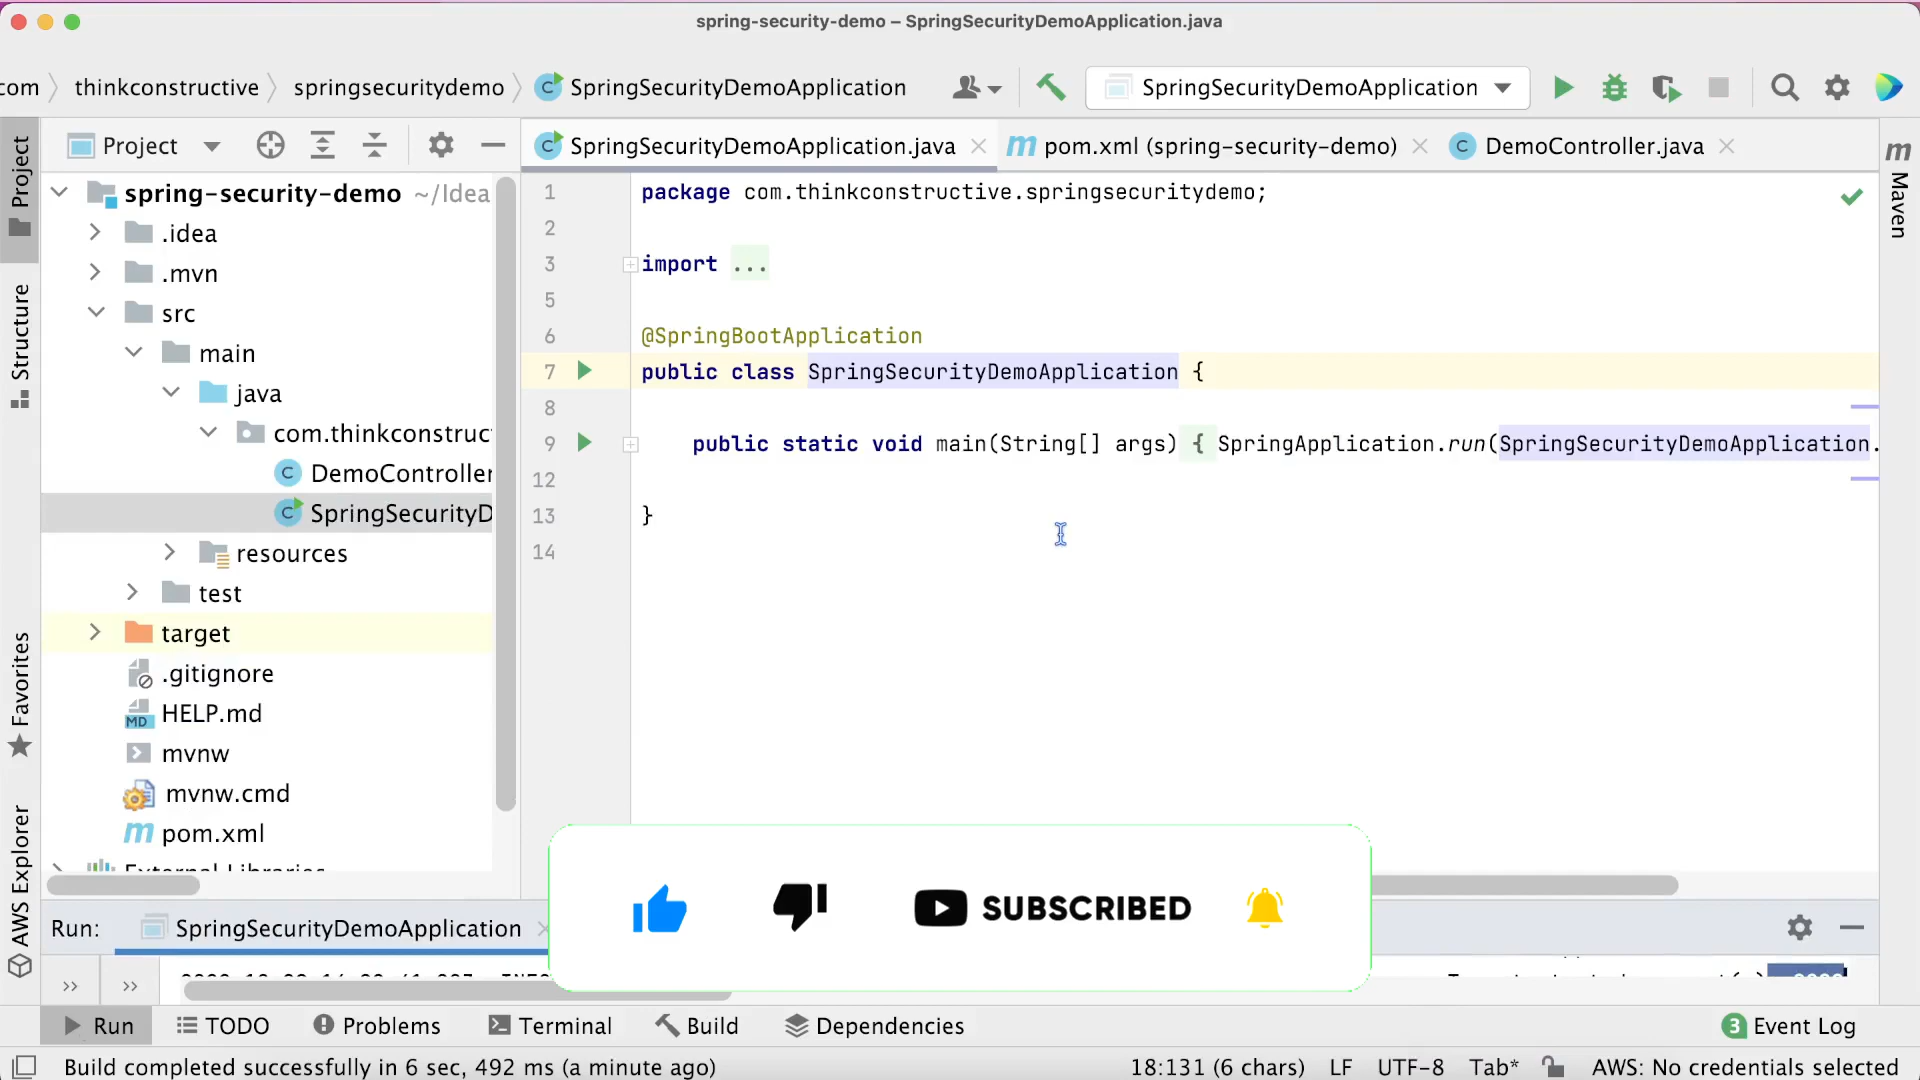 spring-security-demo – SpringSecurityDemoApplication.java
com thinkconstructive springsecuritydemo SpringSecurityDemoApplication SpringSecurityDemoApplication
Project SpringSecurityDemoApplication.java pom.xml (spring-security-demo) DemoController.java
Project
Structure
Favorites
AWS Explorer
Maven
spring-security-demo ~/Idea
.idea
.mvn
src
main
java
com.thinkconstruc
DemoController
SpringSecurityD
resources
test
target
.gitignore
HELP.md
mvnw
mvnw.cmd
pom.xml
External Libraries
1 package com.thinkconstructive.springsecuritydemo;
2
3 import ...
5
6 @SpringBootApplication
7 public class SpringSecurityDemoApplication {
8
9 public static void main(String[] args) { SpringApplication.run(SpringSecurityDemoApplication.
12
13 }
14
SUBSCRIBED
Run: SpringSecurityDemoApplication
Run TODO Problems Terminal Build Dependencies 3 Event Log
Build completed successfully in 6 sec, 492 ms (a minute ago) 18:131 (6 chars) LF UTF-8 Tab* AWS: No credentials selected